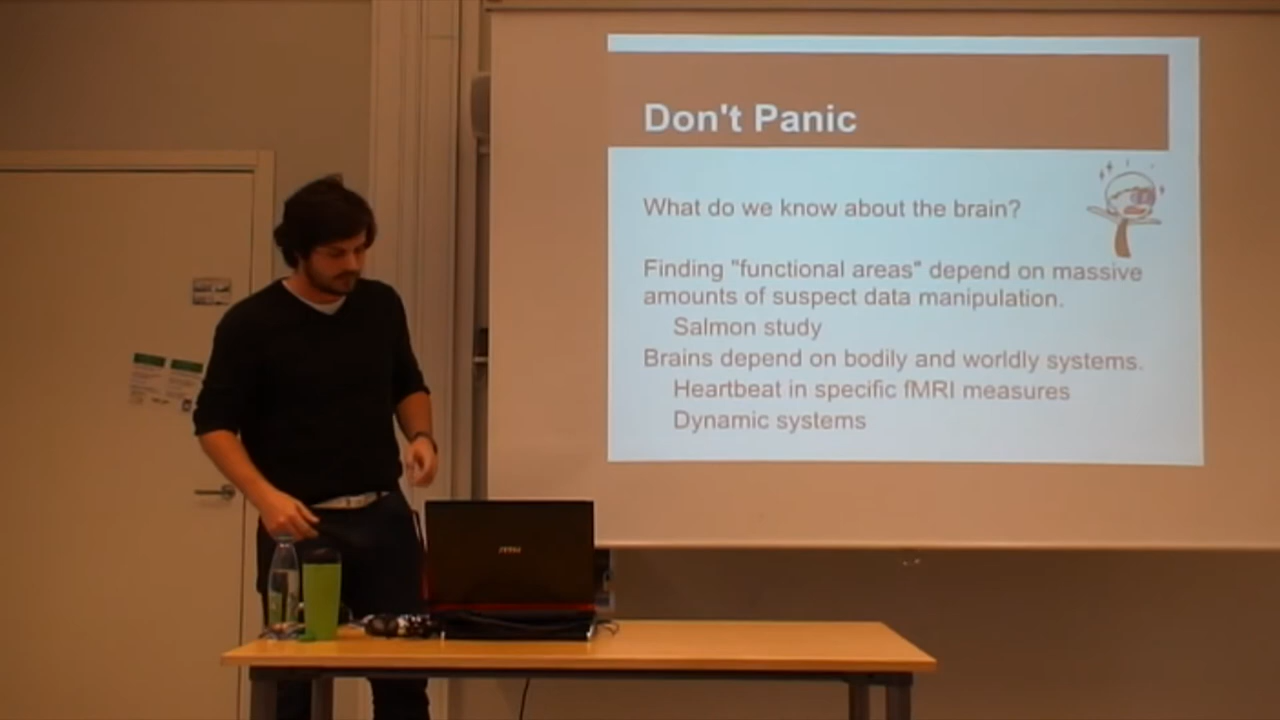 Don't Panic
What do we know about the brain?
Finding "functional areas" depend on massive
amounts of suspect data manipulation.
Salmon study
Brains depend on bodily and worldly systems.
Heartbeat in specific fMRI measures
Dynamic systems
msi